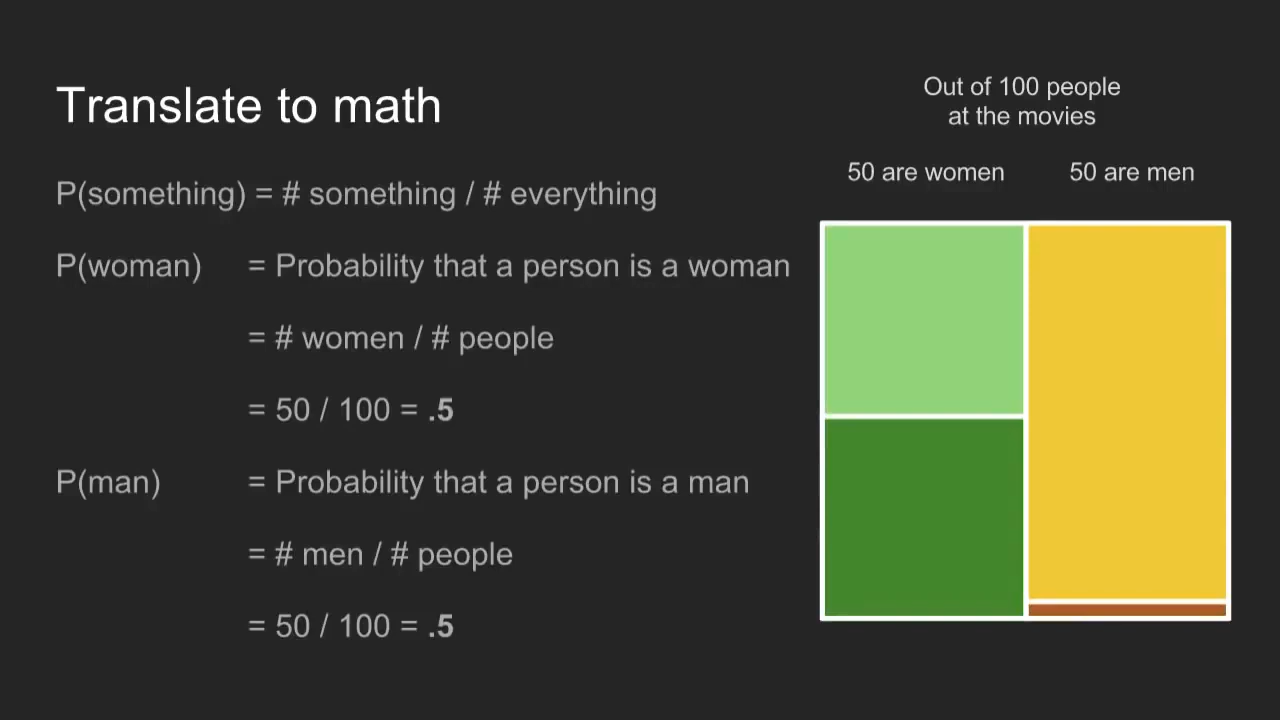 Translate to math
P(something) = # something / # everything
P(woman) = Probability that a person is a woman
= # women / # people
= 50 / 100 = .5
P(man) = Probability that a person is a man
= # men / # people
= 50 / 100 = .5
Out of 100 people
at the movies
50 are women 50 are men